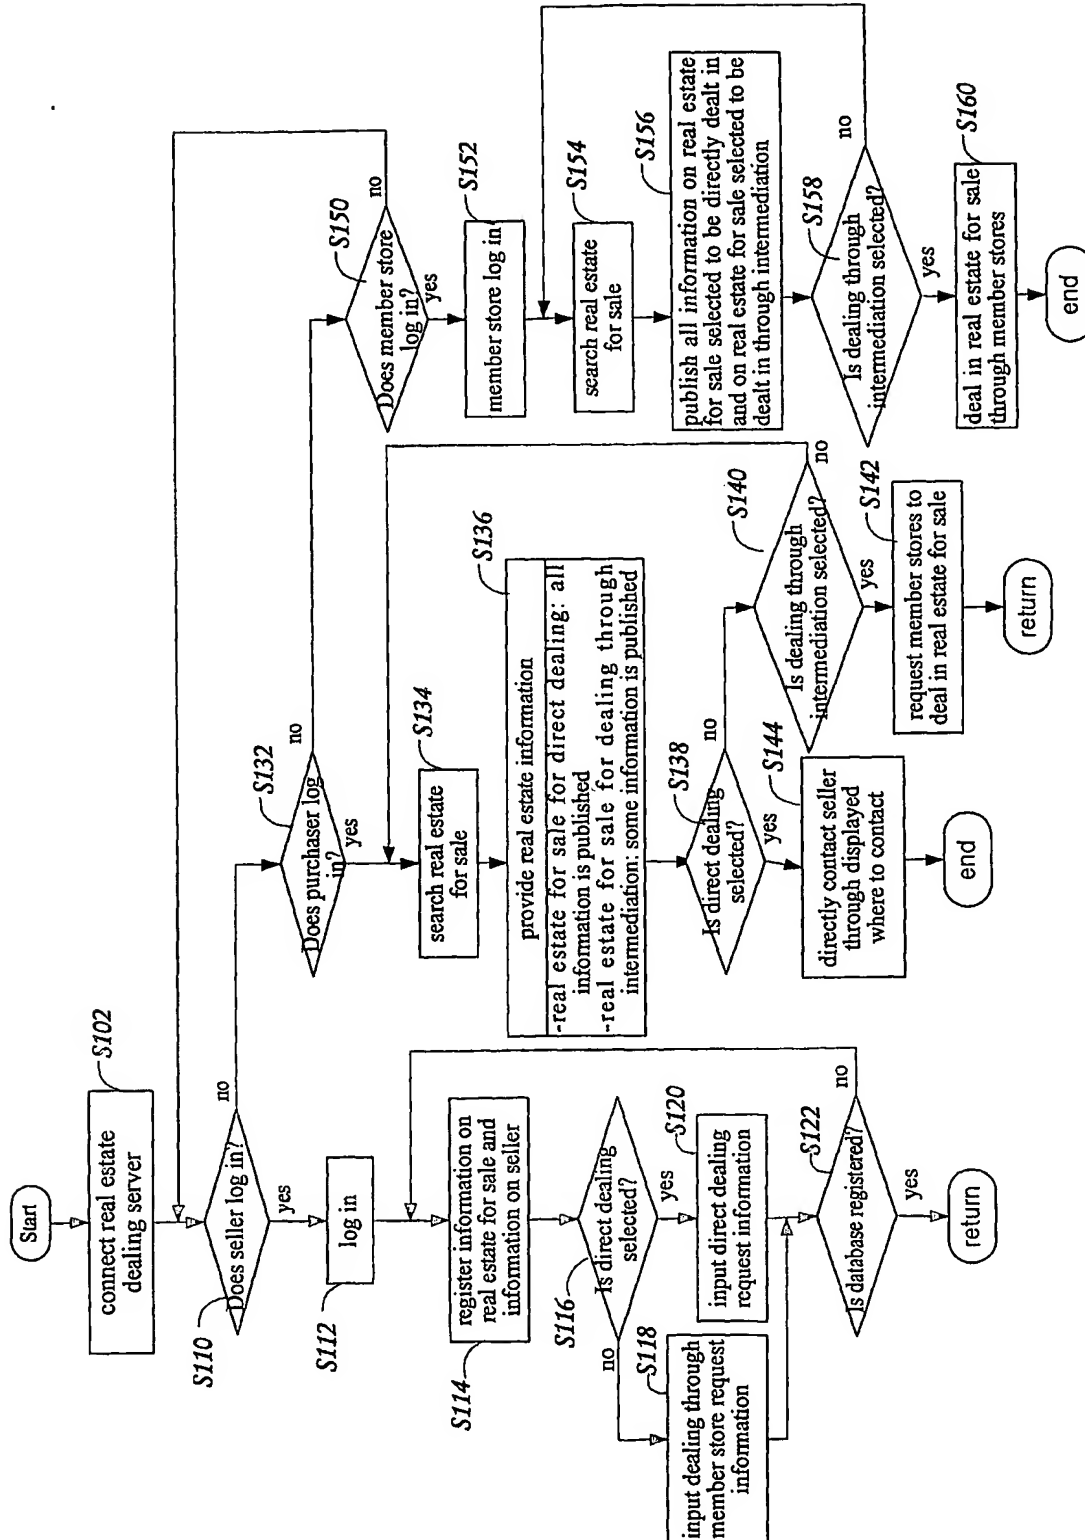 Start
connect real estate
dealing server
S102
Does seller log in?
S110
no
yes
log in
S112
register information on
real estate for sale and
information on seller
S114
Is direct dealing
selected?
S116
no
yes
input dealing through
member store request
information
S118
input direct dealing
request information
S120
Is database registered?
S122
no
yes
return
Does purchaser log
in?
S132
no
yes
search real estate
for sale
S134
provide real estate information
-real estate for sale for direct dealing: all
information is published
-real estate for sale for dealing through
intermediation: some information is published
S136
Is direct dealing
selected?
S138
no
yes
directly contact seller
through displayed
where to contact
S144
end
Is dealing through
intermediation selected?
S140
no
yes
request member stores to
deal in real estate for sale
S142
return
Does member store
log in?
S150
no
yes
member store log in
S152
search real estate
for sale
S154
publish all information on real estate
for sale selected to be directly dealt in
and on real estate for sale selected to be
dealt in through intermediation
S156
Is dealing through
intermediation selected?
S158
no
yes
deal in real estate for sale
through member stores
S160
end